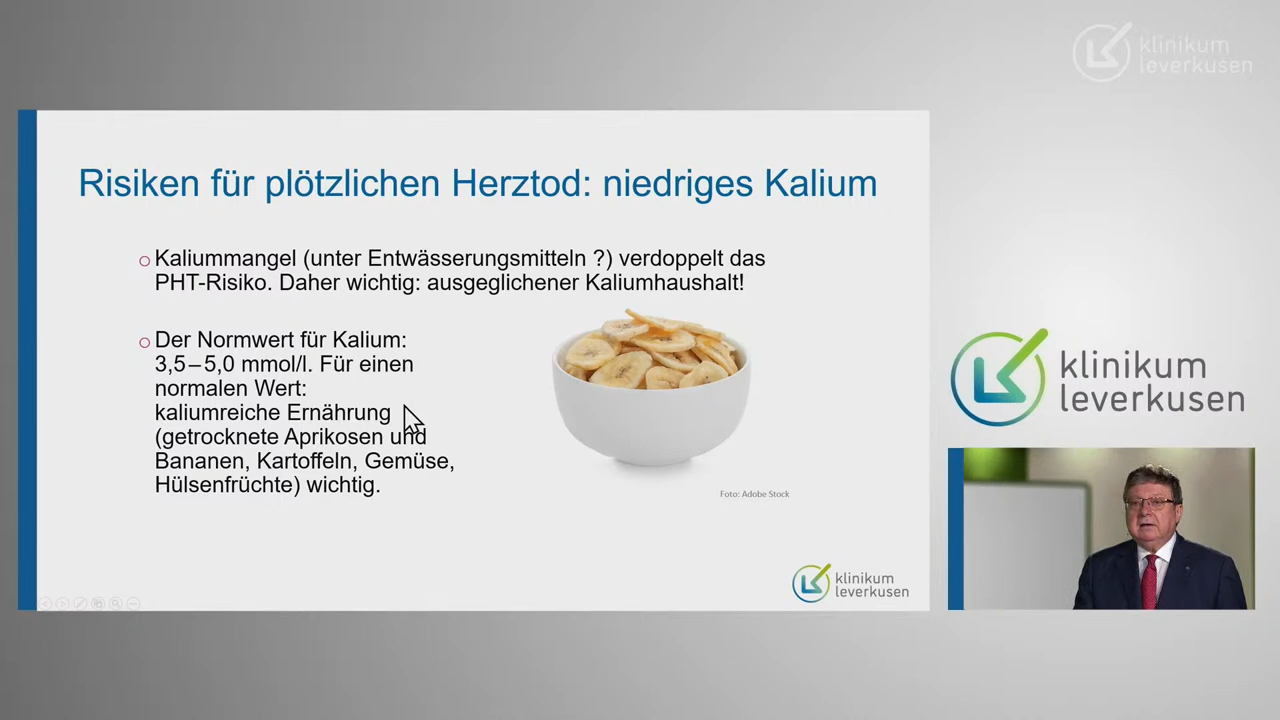 klinikum
leverkusen
Risiken für plötzlichen Herztod: niedriges Kalium
Kaliummangel (unter Entwässerungsmitteln ?) verdoppelt das
PHT-Risiko. Daher wichtig: ausgeglichener Kaliumhaushalt!
Der Normwert für Kalium:
3,5–5,0 mmol/l. Für einen
normalen Wert:
kaliumreiche Ernährung
(getrocknete Aprikosen und
Bananen, Kartoffeln, Gemüse,
Hülsenfrüchte) wichtig.
Foto: Adobe Stock
klinikum
leverkusen
klinikum
leverkusen